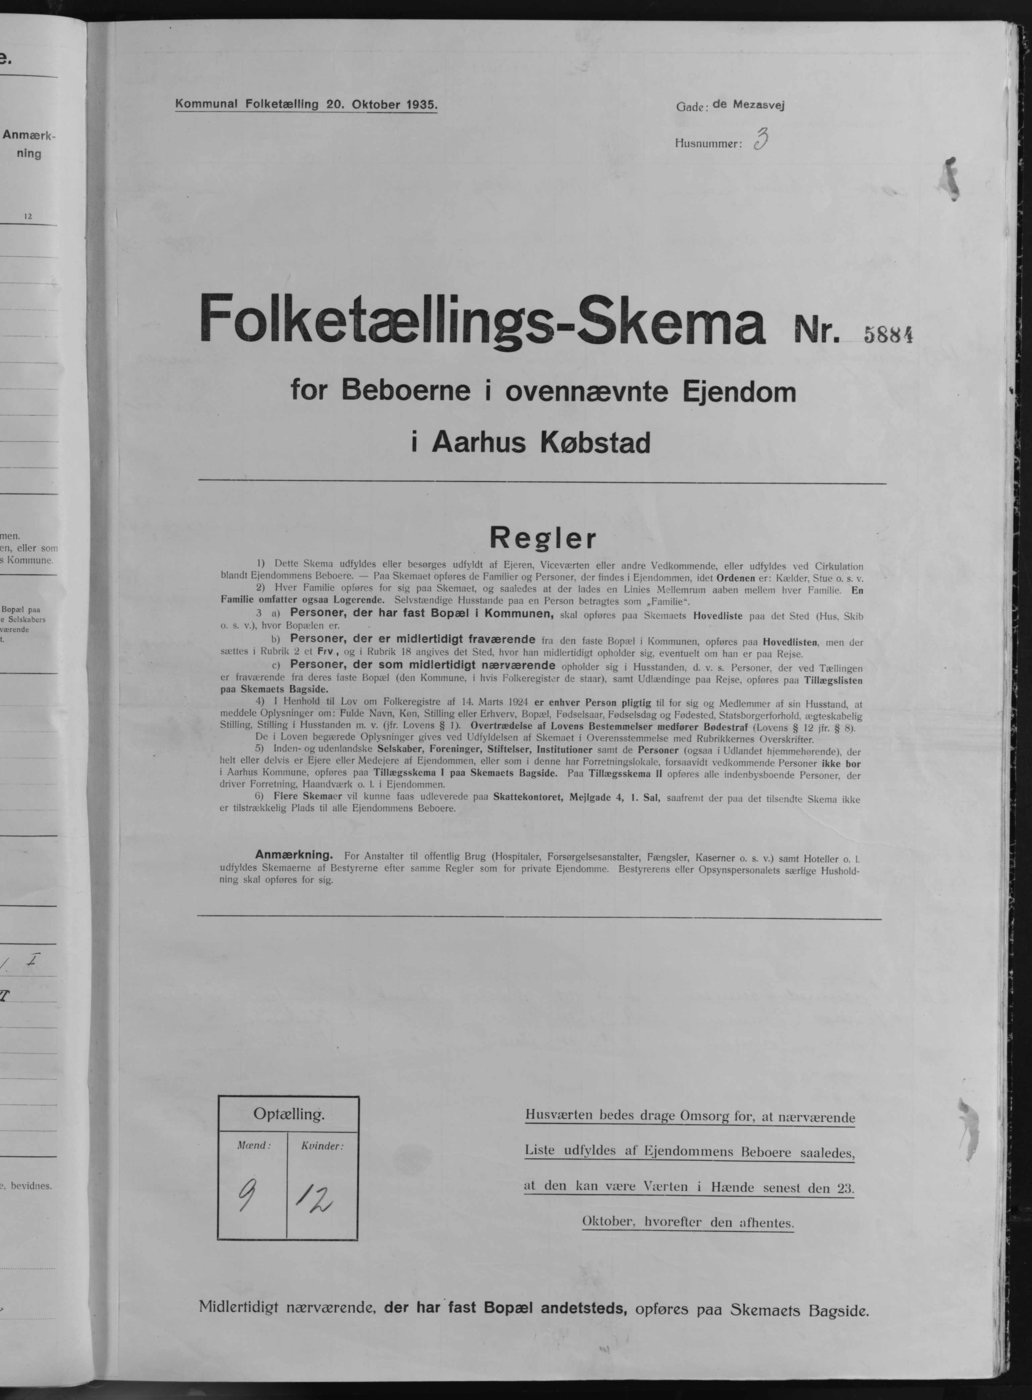 e.
Anmærk-
ning
12
men.
en, eller som
s Kommune.
Bopæl paa
e Selskabers
værende
t.
I
e, bevidnes.
Kommunal Folketælling 20. Oktober 1935.
Gade: de Mezasvej
Husnummer: 3
Folketællings-Skema Nr. 5884
for Beboerne i ovennævnte Ejendom
i Aarhus Købstad
Regler
1) Dette Skema udfyldes eller besørges udfyldt af Ejeren, Viceværten eller andre Vedkommende, eller udfyldes ved Cirkulation
blandt Ejendommens Beboere. — Paa Skemaet opføres de Familier og Personer, der findes i Ejendommen, idet Ordenen er: Kælder, Stue o. s. v.
2) Hver Familie opføres for sig paa Skemaet, og saaledes at der lades en Linies Mellemrum aaben mellem hver Familie. En
Familie omfatter ogsaa Logerende. Selvstændige Husstande paa en Person betragtes som „Familie“.
3 a) Personer, der har fast Bopæl i Kommunen, skal opføres paa Skemaets Hovedliste paa det Sted (Hus, Skib
o. s. v.), hvor Bopælen er.
b) Personer, der er midlertidigt fraværende fra den faste Bopæl i Kommunen, opføres paa Hovedlisten, men der
sættes i Rubrik 2 et Frv., og i Rubrik 18 angives det Sted, hvor han midlertidigt opholder sig, eventuelt om han er paa Rejse.
c) Personer, der som midlertidigt nærværende opholder sig i Husstanden, d. v. s. Personer, der ved Tællingen
er fraværende fra deres faste Bopæl (den Kommune, i hvis Folkeregister de staar), samt Udlændinge paa Rejse, opføres paa Tillægslisten
paa Skemaets Bagside.
4) I Henhold til Lov om Folkeregistre af 14. Marts 1924 er enhver Person pligtig til for sig og Medlemmer af sin Husstand, at
meddele Oplysninger om: Fulde Navn, Køn, Stilling eller Erhverv, Bopæl, Fødselsaar, Fødselsdag og Fødested, Statsborgerforhold, ægteskabelig
Stilling, Stilling i Husstanden m. v. (jfr. Lovens § 1). Overtrædelse af Lovens Bestemmelser medfører Bødestraf (Lovens § 12 jfr. § 8).
De i Loven begærede Oplysninger gives ved Udfyldelsen af Skemaet i Overensstemmelse med Rubrikkernes Overskrifter.
5) Inden- og udenlandske Selskaber, Foreninger, Stiftelser, Institutioner samt de Personer (ogsaa i Udlandet hjemmehørende), der
helt eller delvis er Ejere eller Medejere af Ejendommen, eller som i denne har Forretningslokale, forsaavidt vedkommende Personer ikke bor
i Aarhus Kommune, opføres paa Tillægsskema I paa Skemaets Bagside. Paa Tillægsskema II opføres alle indenbysboende Personer, der
driver Forretning, Haandværk o. l. i Ejendommen.
6) Flere Skemaer vil kunne faas udleverede paa Skattekontoret, Mejlgade 4, 1. Sal, saafremt der paa det tilsendte Skema ikke
er tilstrækkelig Plads til alle Ejendommens Beboere.
Anmærkning. For Anstalter til offentlig Brug (Hospitaler, Forsørgelsesanstalter, Fængsler, Kaserner o. s. v.) samt Hoteller o. l.
udfyldes Skemaerne af Bestyrerne efter samme Regler som for private Ejendomme. Bestyrerens eller Opsynspersonalets særlige Hushold-
ning skal opføres for sig.
Optælling.
Mænd: Kvinder:
9 12
Husværten bedes drage Omsorg for, at nærværende
Liste udfyldes af Ejendommens Beboere saaledes,
at den kan være Værten i Hænde senest den 23.
Oktober, hvorefter den afhentes.
Midlertidigt nærværende, der har fast Bopæl andetsteds, opføres paa Skemaets Bagside.